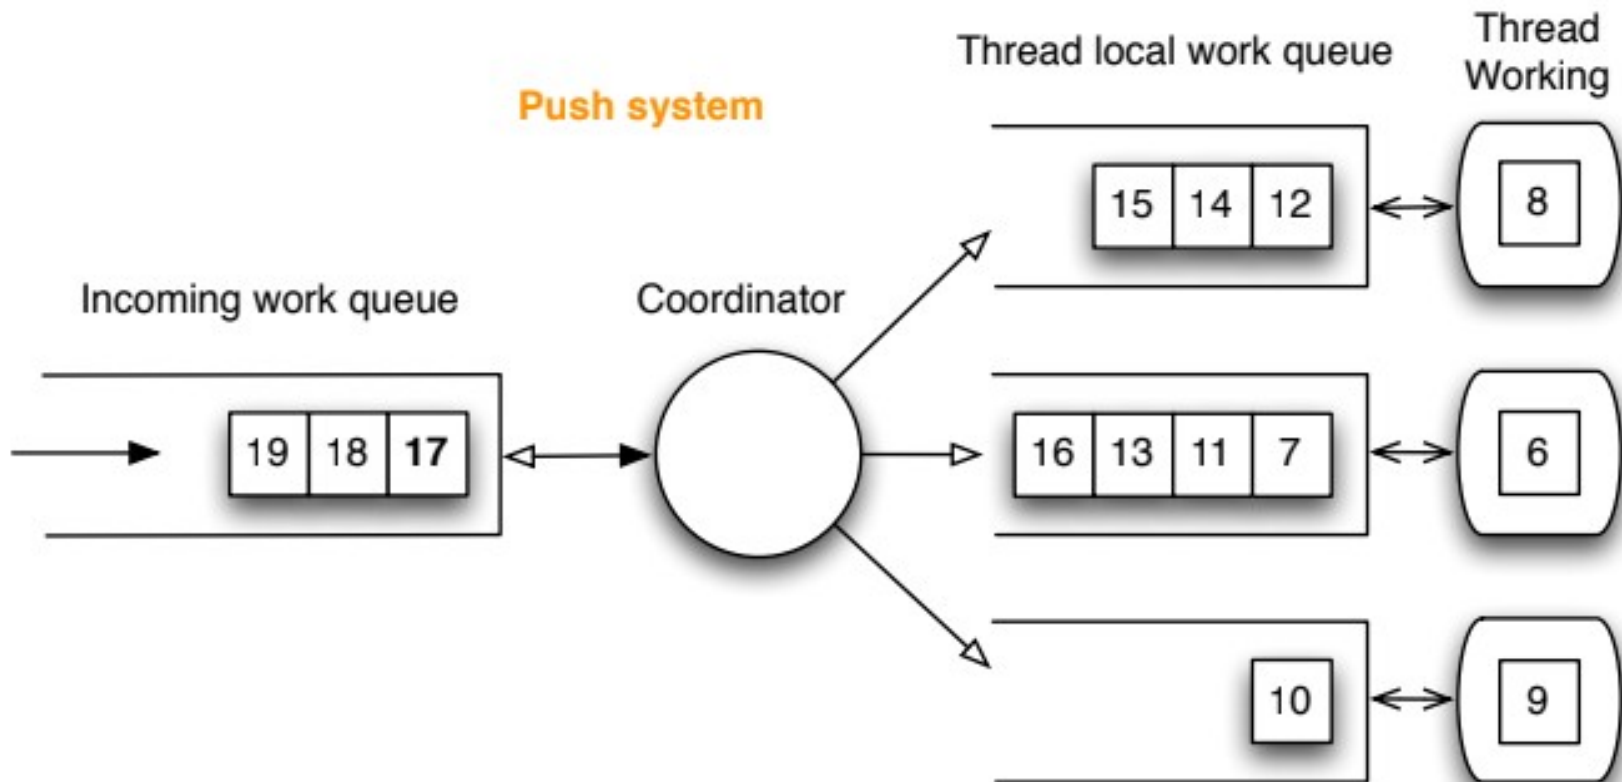 Push system
Thread local work queue
Thread
Working
15 14 12
8
Incoming work queue
Coordinator
19 18 17
16 13 11 7
6
10
9